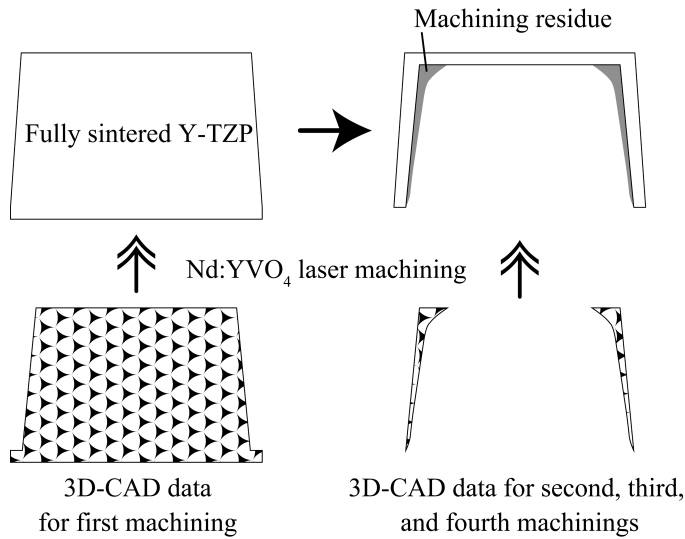 Machining residue
Fully sintered Y-TZP
Nd:YVO4 laser machining
3D-CAD data
for first machining
3D-CAD data for second, third,
and fourth machinings